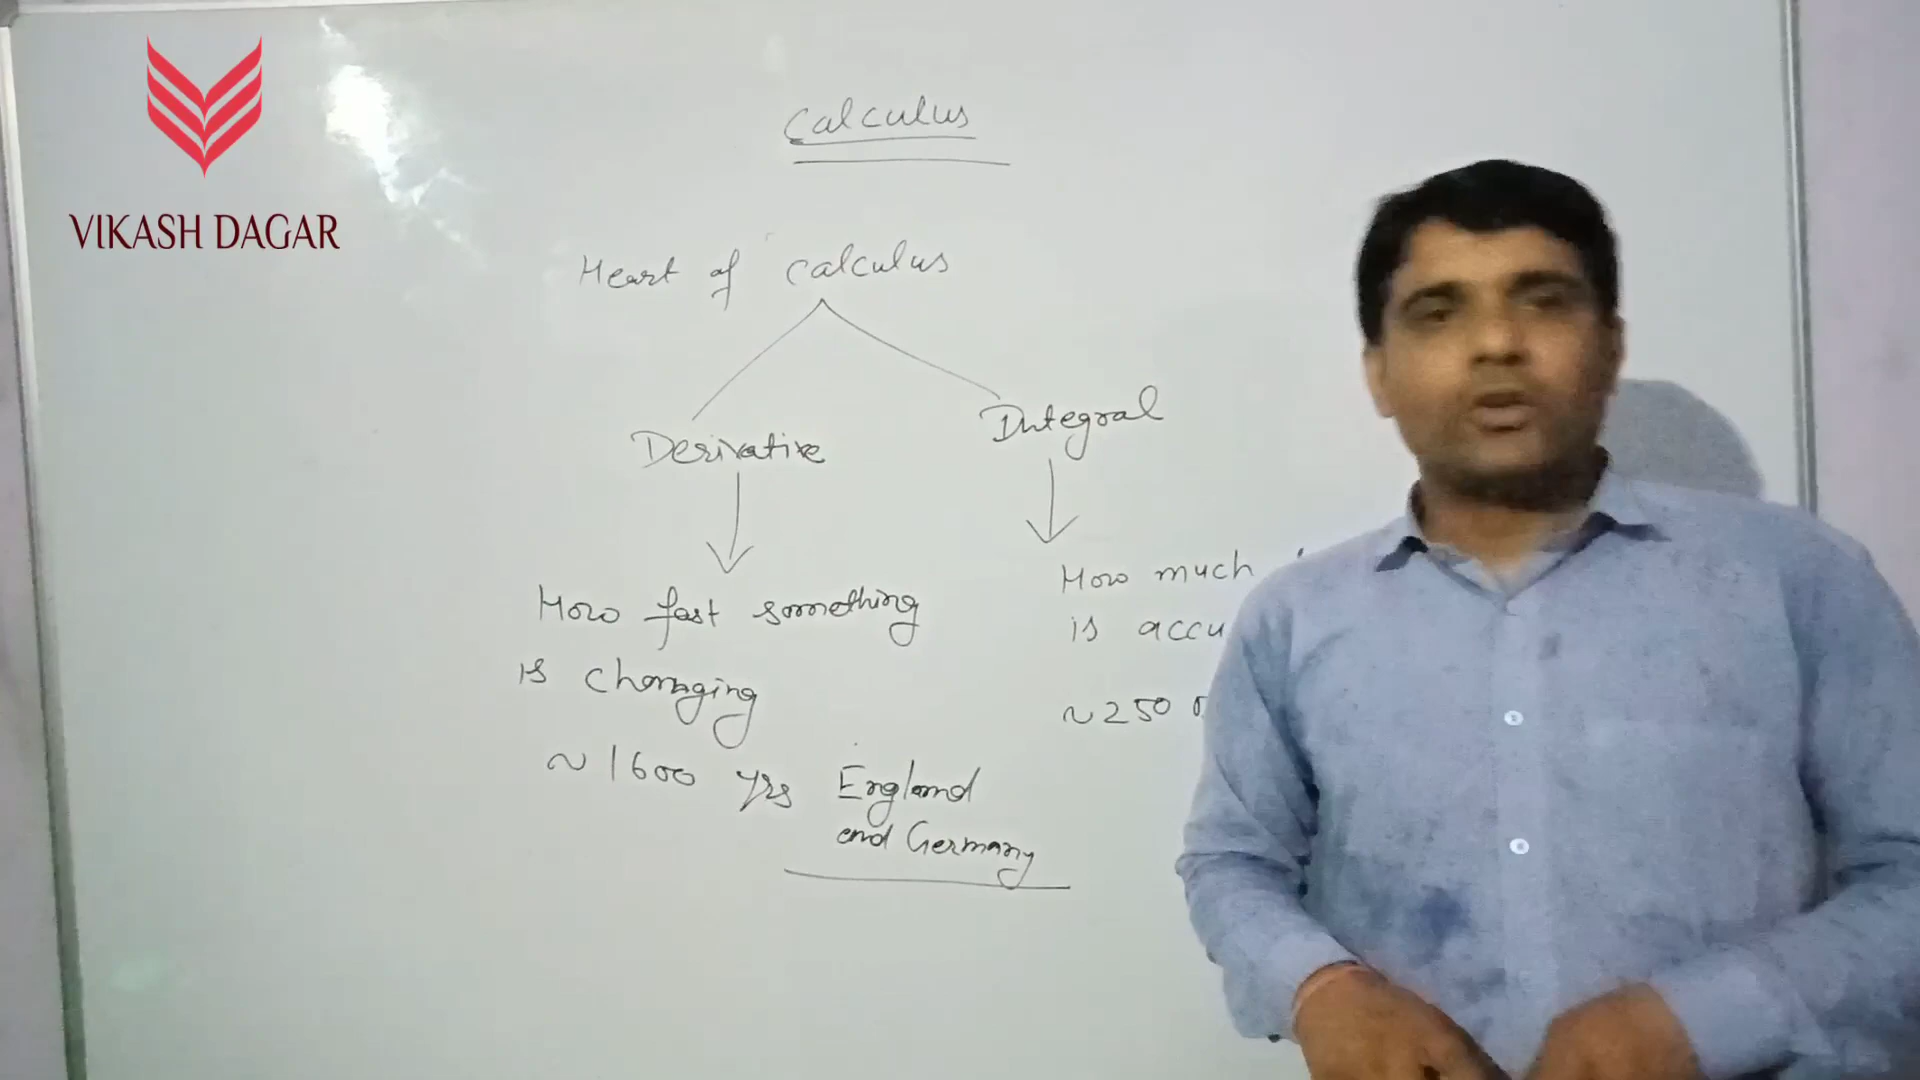 VIKASH DAGAR
Calculus
Heart of Calculus
Derivative
Integral
How fast something
is changing
~ 1600 yrs England
and Germany
How much
is accu
~ 250